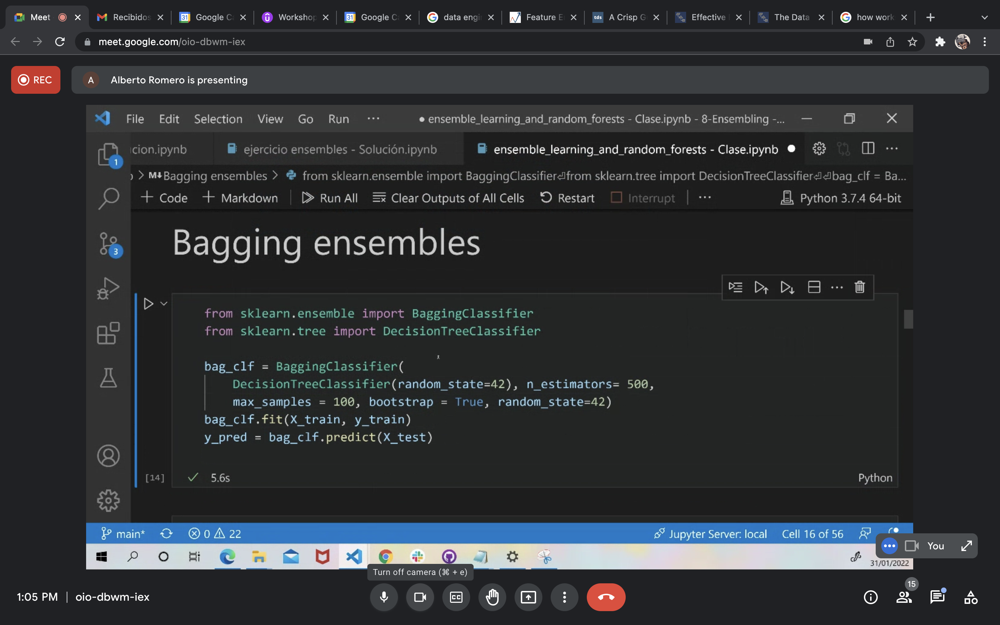 Meet
Recibidos
31 Google Ca
Workshop
31 Google Ca
data engi
Feature E
tds A Crisp G
Effective
The Data
how work
meet.google.com/oio-dbwm-iex
REC
A Alberto Romero is presenting
File Edit Selection View Go Run ··· ● ensemble_learning_and_random_forests - Clase.ipynb - 8-Ensembling -...
cion.ipynb ejercicio ensembles - Solución.ipynb ensemble_learning_and_random_forests - Clase.ipynb
1
> M↓Bagging ensembles > from sklearn.ensemble import BaggingClassifier⏎from sklearn.tree import DecisionTreeClassifier⏎⏎bag_clf = Ba...
+ Code + Markdown Run All Clear Outputs of All Cells Restart Interrupt ··· Python 3.7.4 64-bit
Bagging ensembles
3
from sklearn.ensemble import BaggingClassifier
from sklearn.tree import DecisionTreeClassifier
bag_clf = BaggingClassifier(
DecisionTreeClassifier(random_state=42), n_estimators= 500,
max_samples = 100, bootstrap = True, random_state=42)
bag_clf.fit(X_train, y_train)
y_pred = bag_clf.predict(X_test)
[14] ✓ 5.6s Python
main* 0 22 Jupyter Server: local Cell 16 of 56
You
31/01/2022
Turn off camera (⌘ + e)
1:05 PM | oio-dbwm-iex
CC
15